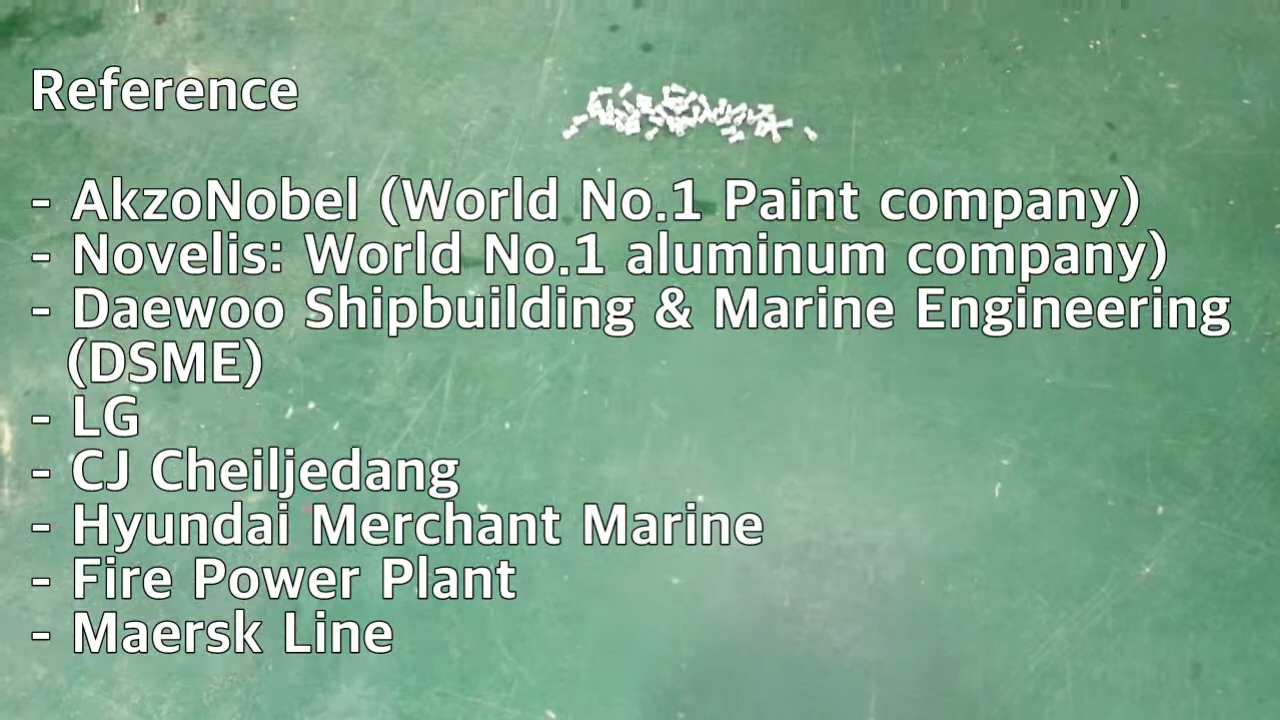 Reference
- AkzoNobel (World No.1 Paint company)
- Novelis: World No.1 aluminum company)
- Daewoo Shipbuilding & Marine Engineering
(DSME)
- LG
- CJ Cheiljedang
- Hyundai Merchant Marine
- Fire Power Plant
- Maersk Line